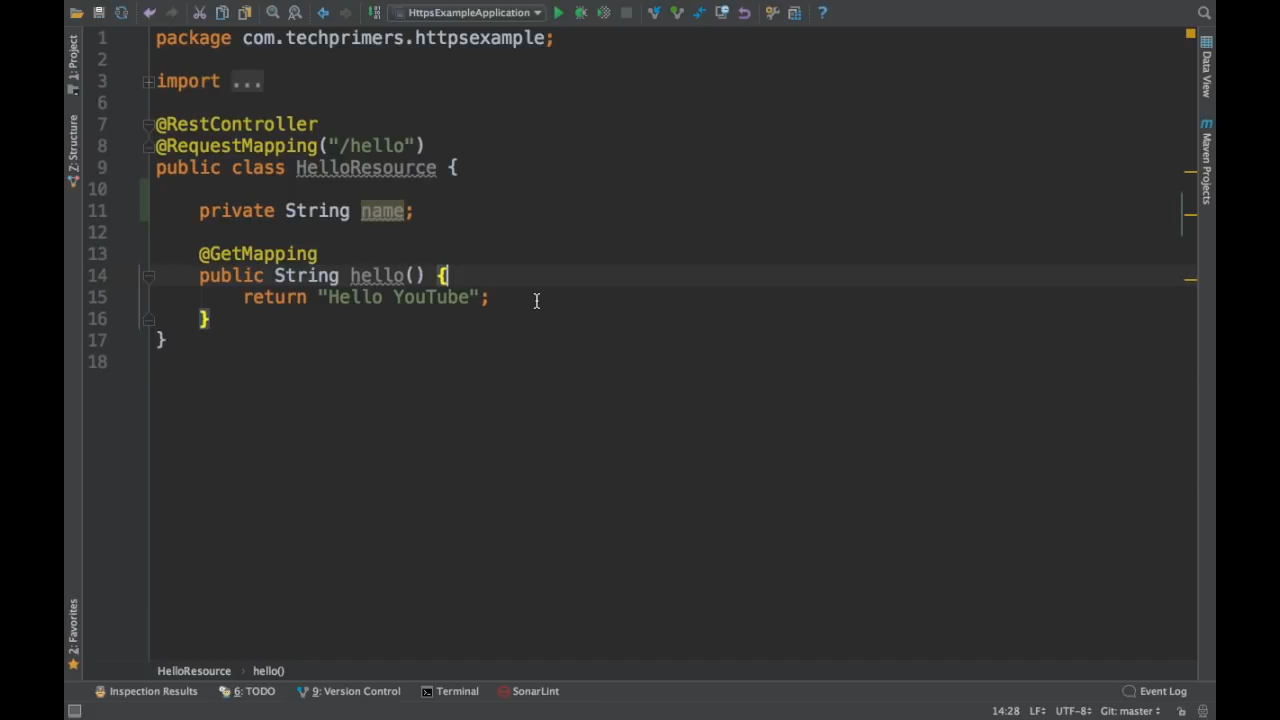 HttpsExampleApplication
1: Project
Z: Structure
2: Favorites
1 package com.techprimers.httpsexample;
2
3 import ...
6
7 @RestController
8 @RequestMapping("/hello")
9 public class HelloResource {
10
11 private String name;
12
13 @GetMapping
14 public String hello() {
15 return "Hello YouTube";
16 }
17 }
18
Data View
Maven Projects
HelloResource › hello()
Inspection Results 6: TODO 9: Version Control Terminal SonarLint Event Log
14:28 LF÷ UTF-8÷ Git: master÷